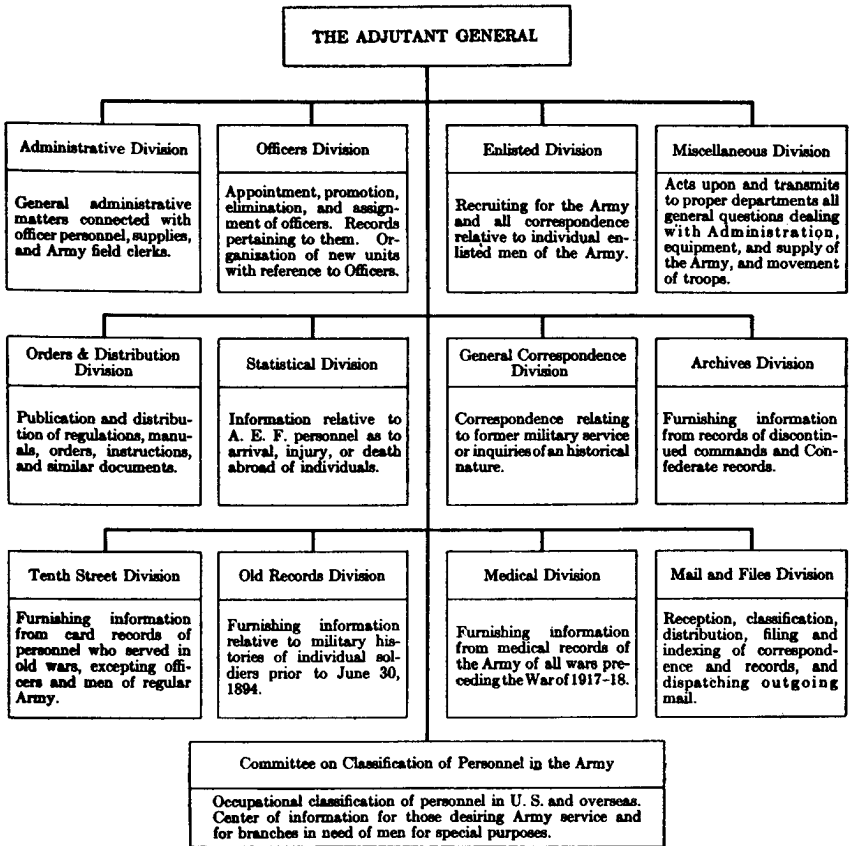 THE ADJUTANT GENERAL
Administrative Division
General administrative
matters connected with
officer personnel, supplies,
and Army field clerks.
Officers Division
Appointment, promotion,
elimination, and assign-
ment of officers. Records
pertaining to them. Or-
ganisation of new units
with reference to Officers.
Enlisted Division
Recruiting for the Army
and all correspondence
relative to individual en-
listed men of the Army.
Miscellaneous Division
Acts upon and transmits
to proper departments all
general questions dealing
with Administration,
equipment, and supply of
the Army, and movement
of troops.
Orders & Distribution
Division
Publication and distribu-
tion of regulations, manu-
als, orders, instructions,
and similar documents.
Statistical Division
Information relative to
A. E. F. personnel as to
arrival, injury, or death
abroad of individuals.
General Correspondence
Division
Correspondence relating
to former military service
or inquiries of an historical
nature.
Archives Division
Furnishing information
from records of discontin-
ued commands and Con-
federate records.
Tenth Street Division
Furnishing information
from card records of
personnel who served in
old wars, excepting offi-
cers and men of regular
Army.
Old Records Division
Furnishing information
relative to military his-
tories of individual sol-
diers prior to June 30,
1894.
Medical Division
Furnishing information
from medical records of
the Army of all wars pre-
ceding the War of 1917-18.
Mail and Files Division
Reception, classification,
distribution, filing and
indexing of correspond-
ence and records, and
dispatching outgoing
mail.
Committee on Classification of Personnel in the Army
Occupational classification of personnel in U. S. and overseas.
Center of information for those desiring Army service and
for branches in need of men for special purposes.